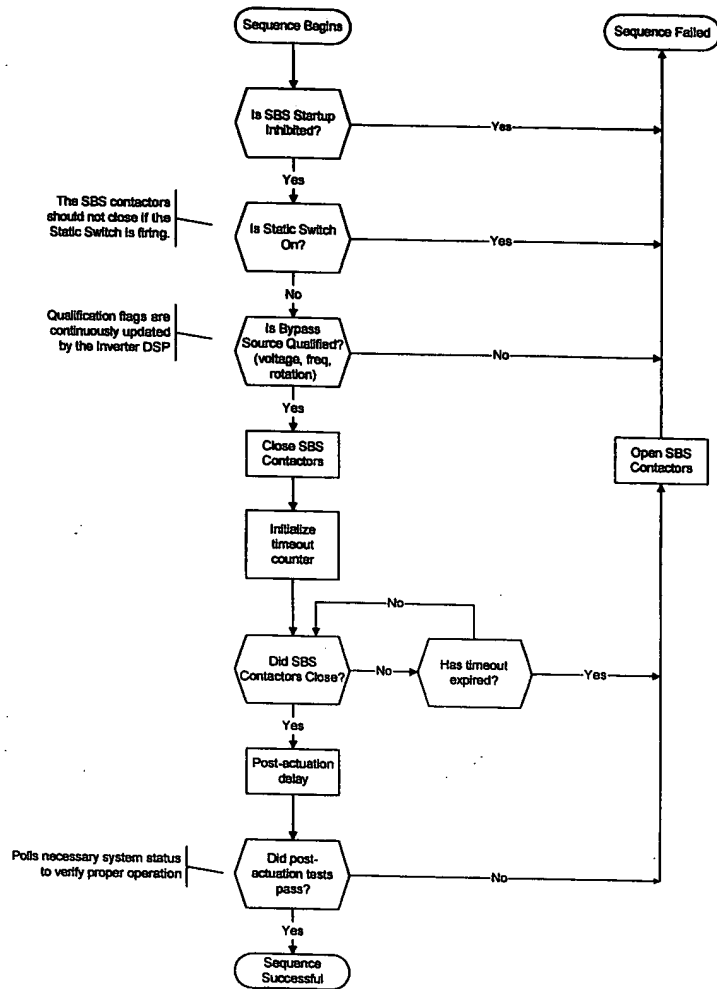 Sequence Begins
Sequence Failed
Is SBS Startup
Inhibited?
Yes
Yes
The SBS contactors
should not close if the
Static Switch is firing.
Is Static Switch
On?
Yes
No
Qualification flags are
continuously updated
by the Inverter DSP
Is Bypass
Source Qualified?
(voltage, freq,
rotation)
No
Yes
Close SBS
Contactors
Open SBS
Contactors
Initialize
timeout
counter
No
Did SBS
Contactors Close?
No
Has timeout
expired?
Yes
Yes
Post-actuation
delay
Polls necessary system status
to verify proper operation
Did post-
actuation tests
pass?
No
Yes
Sequence
Successful